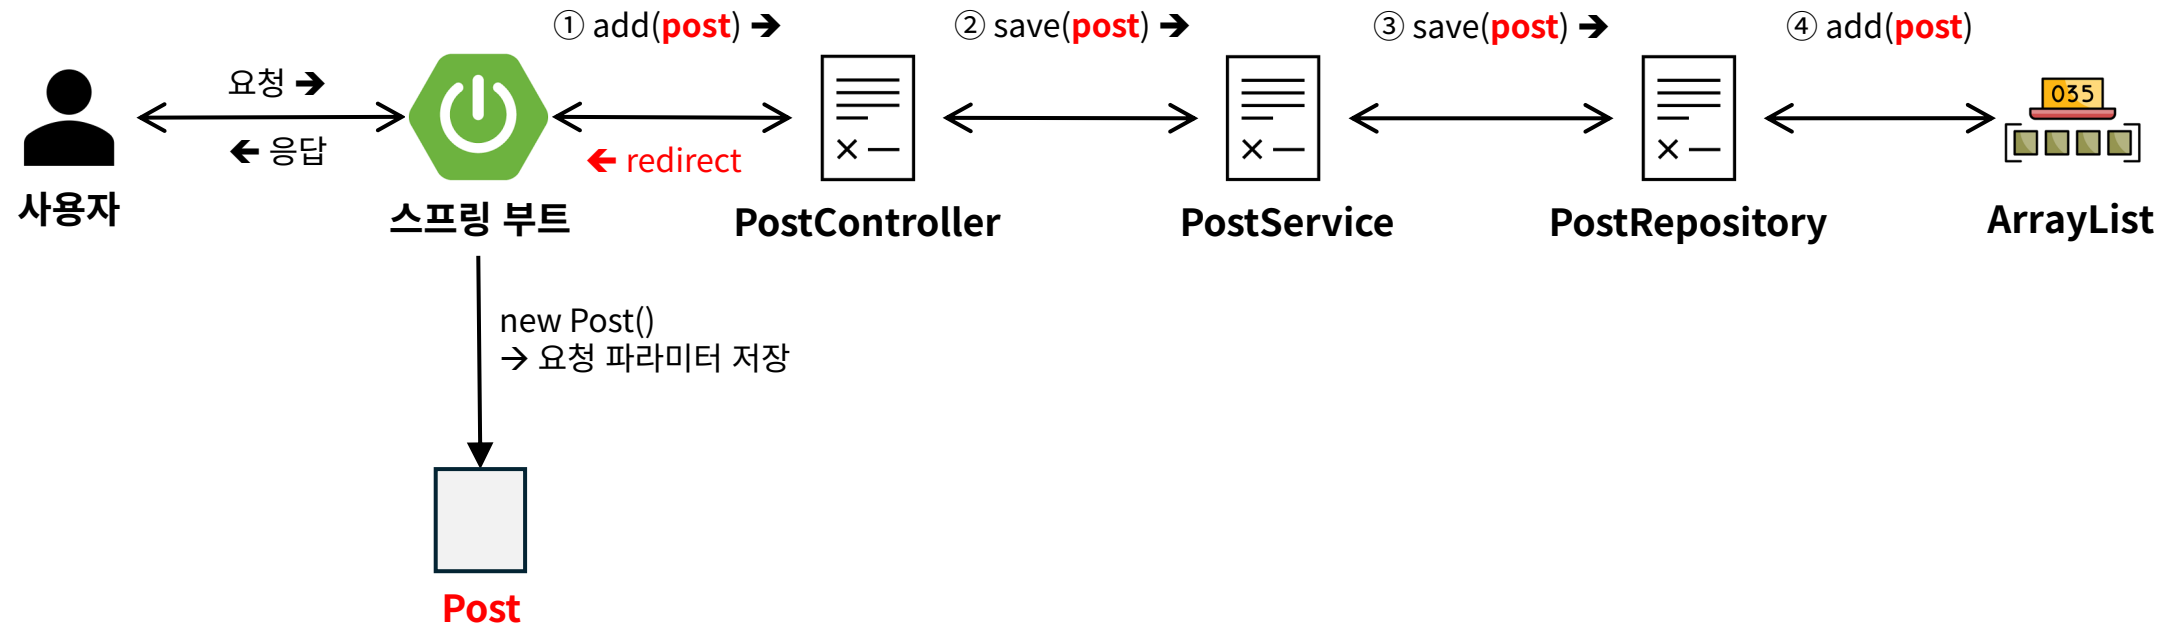 ① add(post) 🡲
② save(post) 🡲
③ save(post) 🡲
④ add(post)
요청 🡲
🡰 응답
🡰 redirect
035
사용자
스프링 부트
PostController
PostService
PostRepository
ArrayList
new Post()
→ 요청 파라미터 저장
Post